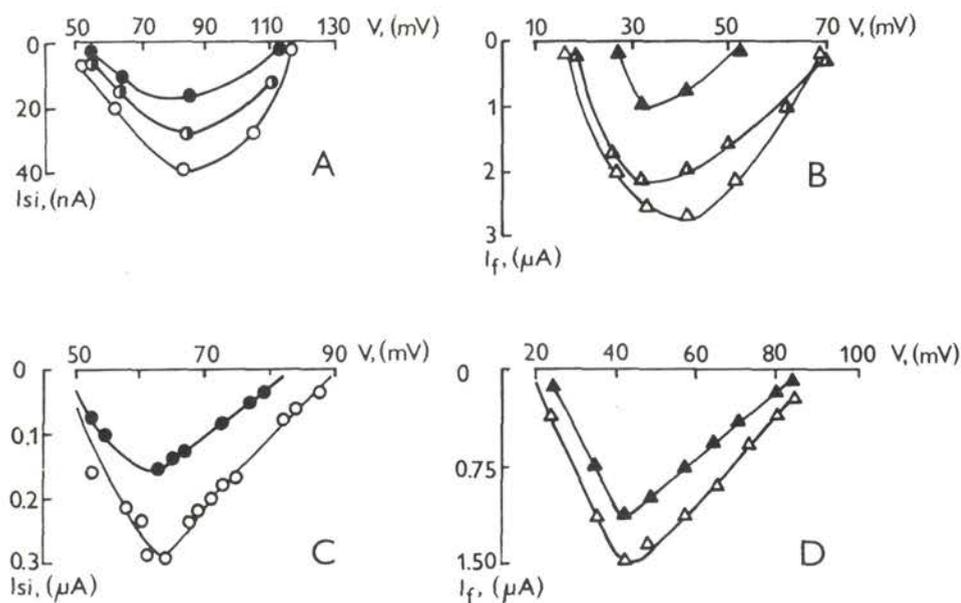 50 70 90 110 130 V, (mV)
0
20
40
Isi, (nA)
A
10 30 50 70 V, (mV)
0
1
2
3
If, (μA)
B
50 70 90 V, (mV)
0
0.1
0.2
0.3
Isi, (μA)
C
20 40 60 80 100 V, (mV)
0
0.75
1.50
If, (μA)
D